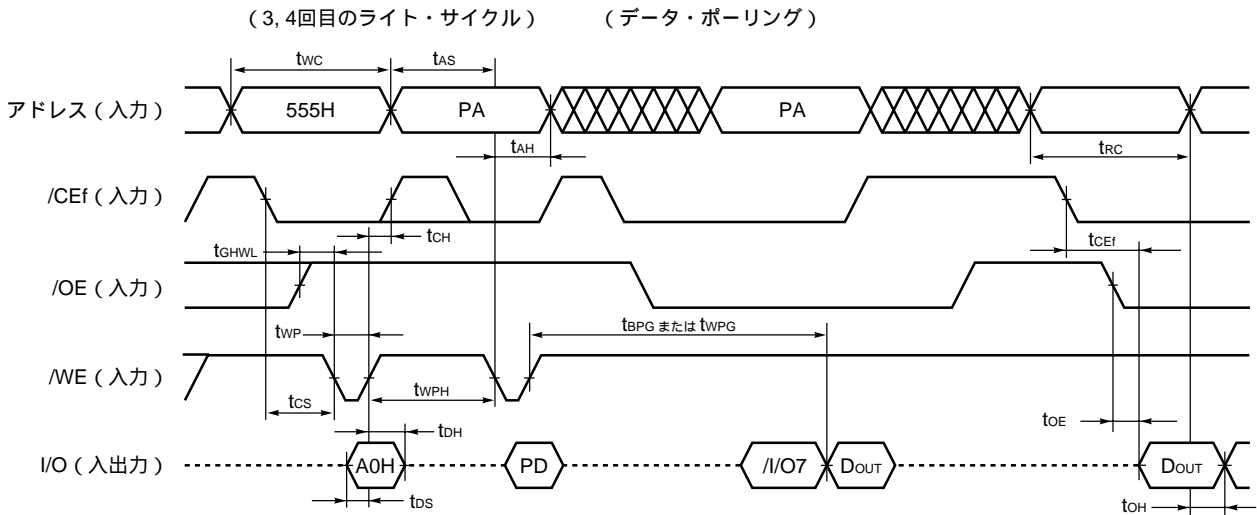 （3, 4回目のライト・サイクル） （データ・ポーリング）
tWC tAS
アドレス（入力） 555H PA PA
tAH tRC
/CEf（入力）
tCH tCEf
tGHWL
/OE（入力）
tWP tBPG または tWPG
/WE（入力）
tCS tWPH
tDH tOE
I/O（入出力） A0H PD /I/O7 DOUT DOUT
tDS tOH